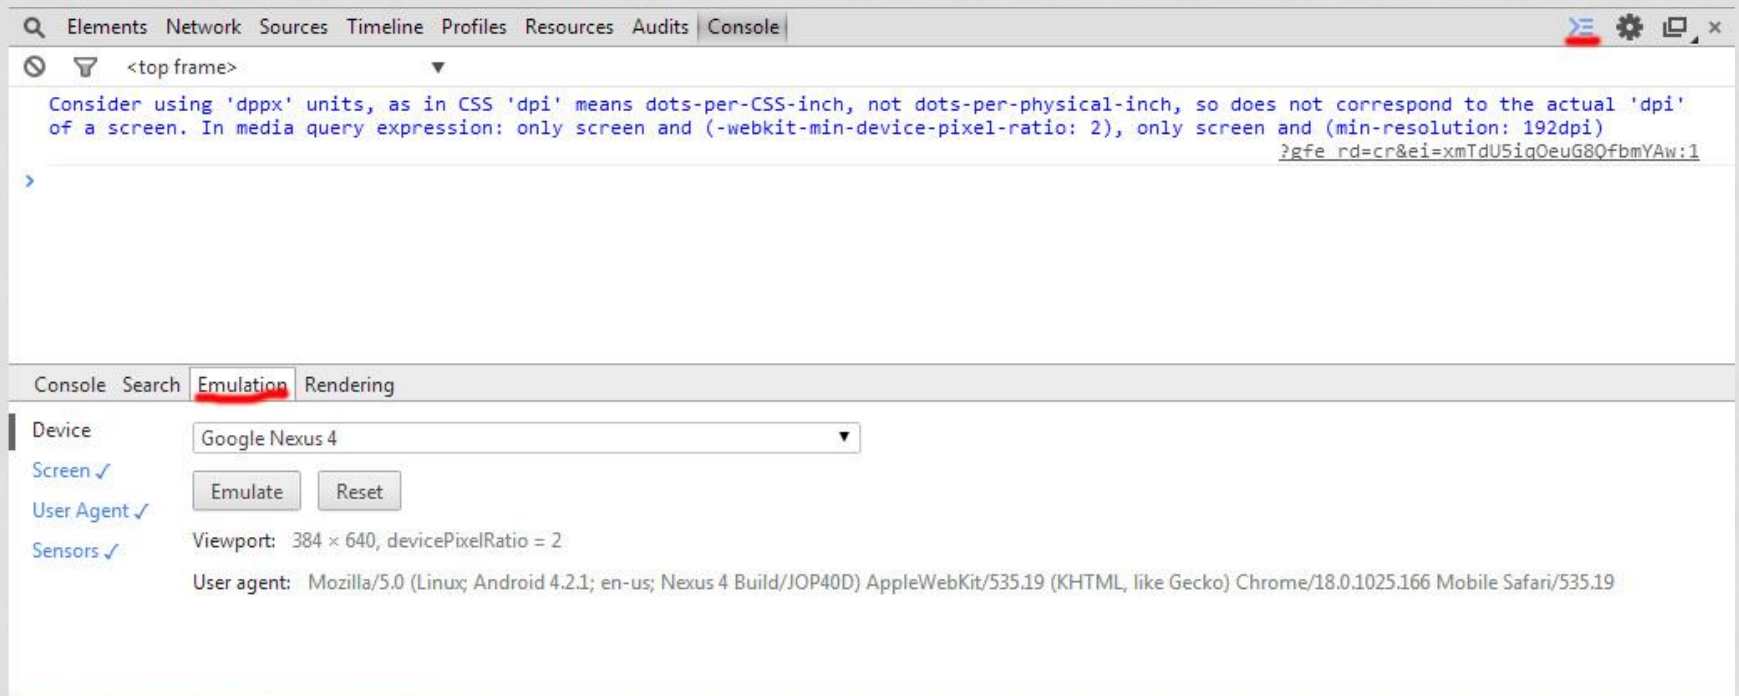 Elements Network Sources Timeline Profiles Resources Audits Console
<top frame>
Consider using 'dppx' units, as in CSS 'dpi' means dots-per-CSS-inch, not dots-per-physical-inch, so does not correspond to the actual 'dpi'
of a screen. In media query expression: only screen and (-webkit-min-device-pixel-ratio: 2), only screen and (min-resolution: 192dpi)
?gfe_rd=cr&ei=xmTdU5iqOeuG8QfbmYAw:1
Console Search Emulation Rendering
Device
Google Nexus 4
Screen ✓
Emulate Reset
User Agent ✓
Viewport: 384 × 640, devicePixelRatio = 2
Sensors ✓
User agent: Mozilla/5.0 (Linux; Android 4.2.1; en-us; Nexus 4 Build/JOP40D) AppleWebKit/535.19 (KHTML, like Gecko) Chrome/18.0.1025.166 Mobile Safari/535.19